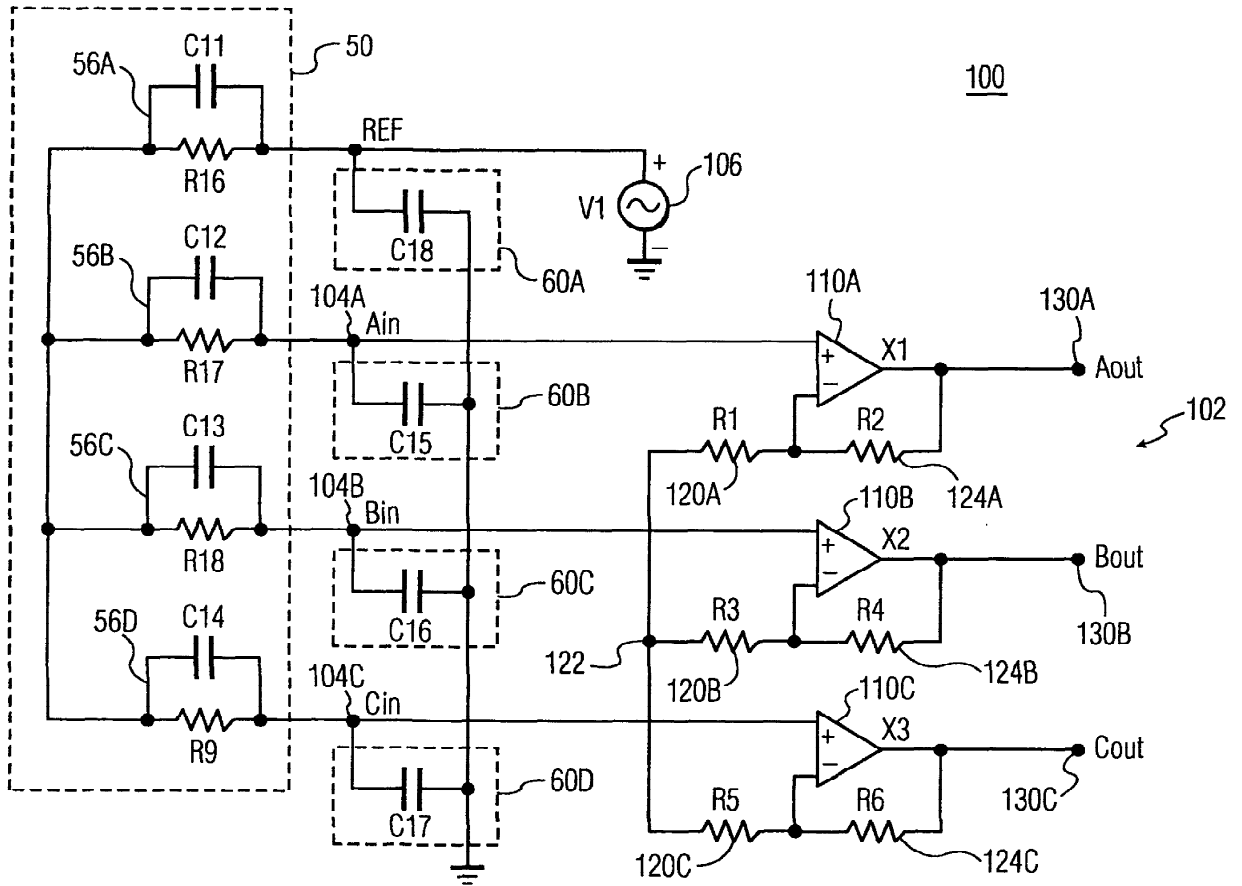 C11
50
56A
100
REF
R16
+
106
V1
C12
C18
−
56B
60A
104A
110A
130A
Ain
X1
+
Aout
R17
−
60B
102
C13
R1
R2
C15
56C
104B
120A
124A
110B
Bin
X2
+
Bout
R18
−
60C
C14
R3
R4
C16
130B
56D
122
104C
120B
124B
110C
Cin
X3
+
Cout
R9
−
60D
130C
R5
R6
C17
120C
124C